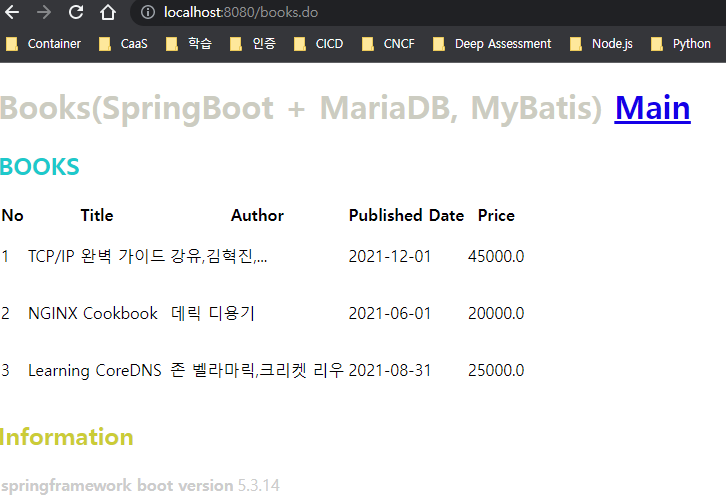 localhost:8080/books.do
Container CaaS 학습 인증 CICD CNCF Deep Assessment Node.js Python
Books(SpringBoot + MariaDB, MyBatis) Main
BOOKS
No Title Author Published Date Price
1 TCP/IP 완벽 가이드 강유,김혁진,... 2021-12-01 45000.0
2 NGINX Cookbook 데릭 디용기 2021-06-01 20000.0
3 Learning CoreDNS 존 벨라마릭,크리켓 리우 2021-08-31 25000.0
Information
springframework boot version 5.3.14